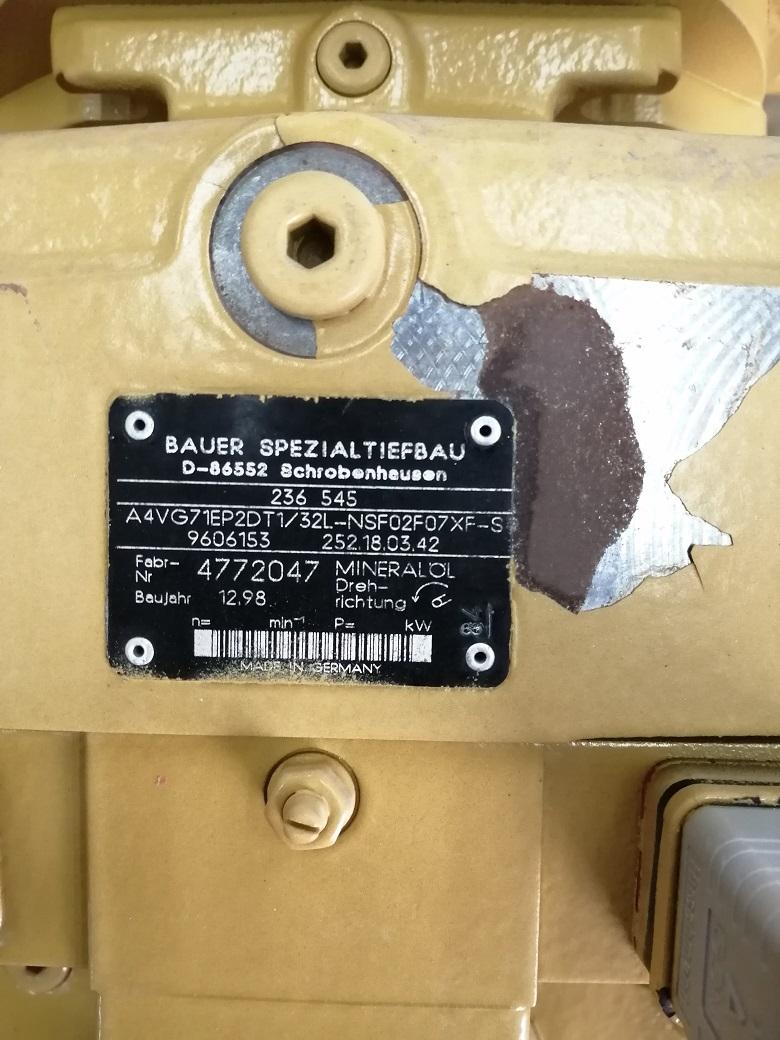 BAUER SPEZIALTIEFBAU
D-86552 Schrobenhausen
236 545
A4VG71EP2DT1/32L-NSF02F07XF-S
9606153 252.18.03.42
Fabr-Nr 4772047 MINERALÖL
Baujahr 12.98 Dreh-richtung
n= min⁻¹ P= kW
MADE IN GERMANY